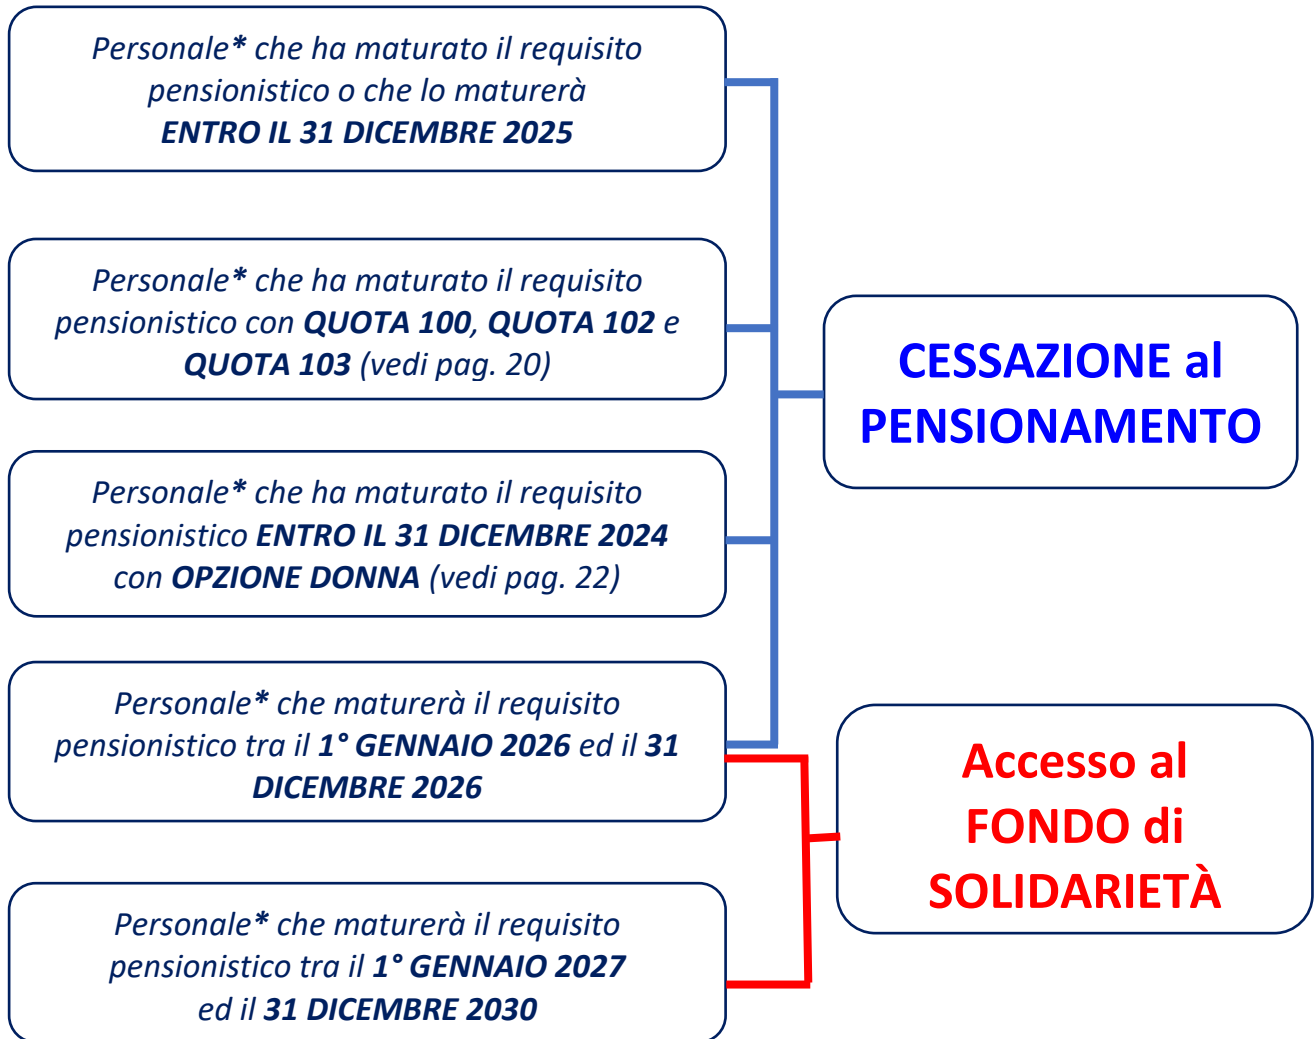 Personale* che ha maturato il requisito
pensionistico o che lo maturerà
ENTRO IL 31 DICEMBRE 2025
Personale* che ha maturato il requisito
pensionistico con QUOTA 100, QUOTA 102 e
QUOTA 103 (vedi pag. 20)
CESSAZIONE al
PENSIONAMENTO
Personale* che ha maturato il requisito
pensionistico ENTRO IL 31 DICEMBRE 2024
con OPZIONE DONNA (vedi pag. 22)
Personale* che maturerà il requisito
pensionistico tra il 1° GENNAIO 2026 ed il 31
DICEMBRE 2026
Accesso al
FONDO di
SOLIDARIETÀ
Personale* che maturerà il requisito
pensionistico tra il 1° GENNAIO 2027
ed il 31 DICEMBRE 2030